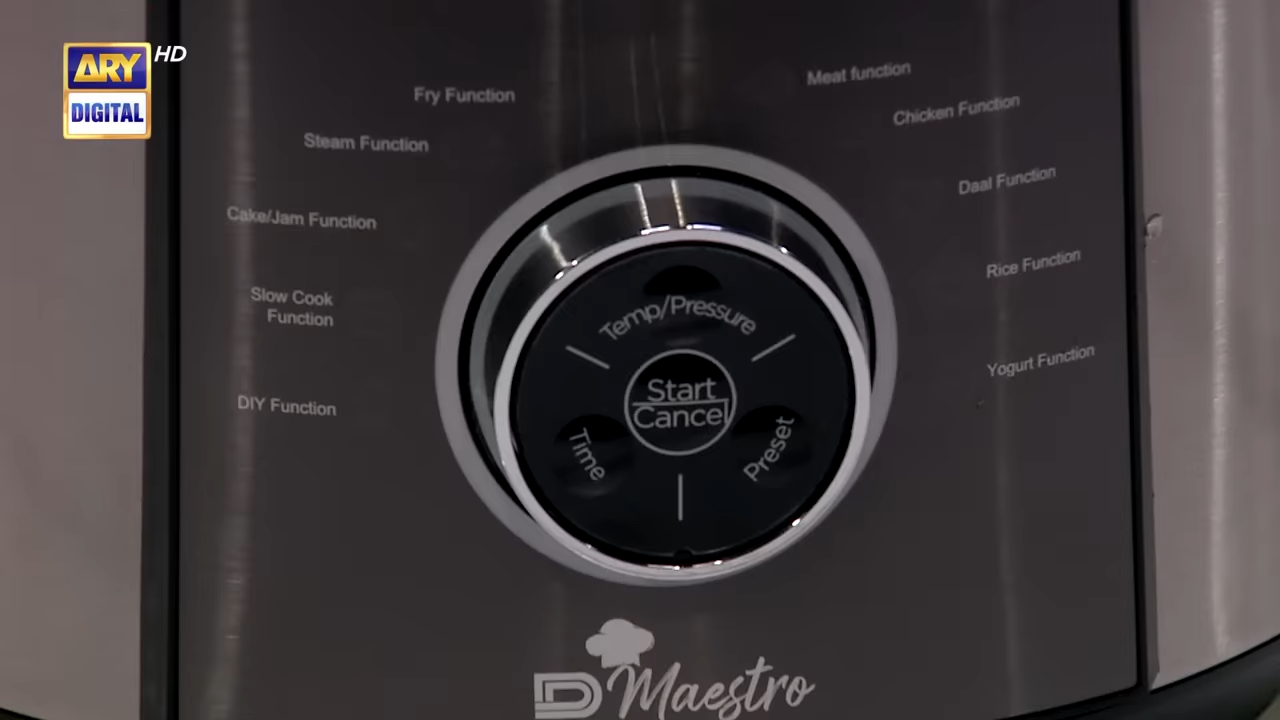 ARY
DIGITAL
HD
Fry Function
Steam Function
Cake/Jam Function
Slow Cook
Function
DIY Function
Meat function
Chicken Function
Daal Function
Rice Function
Yogurt Function
Temp/Pressure
Start
Cancel
Time
Preset
D Maestro